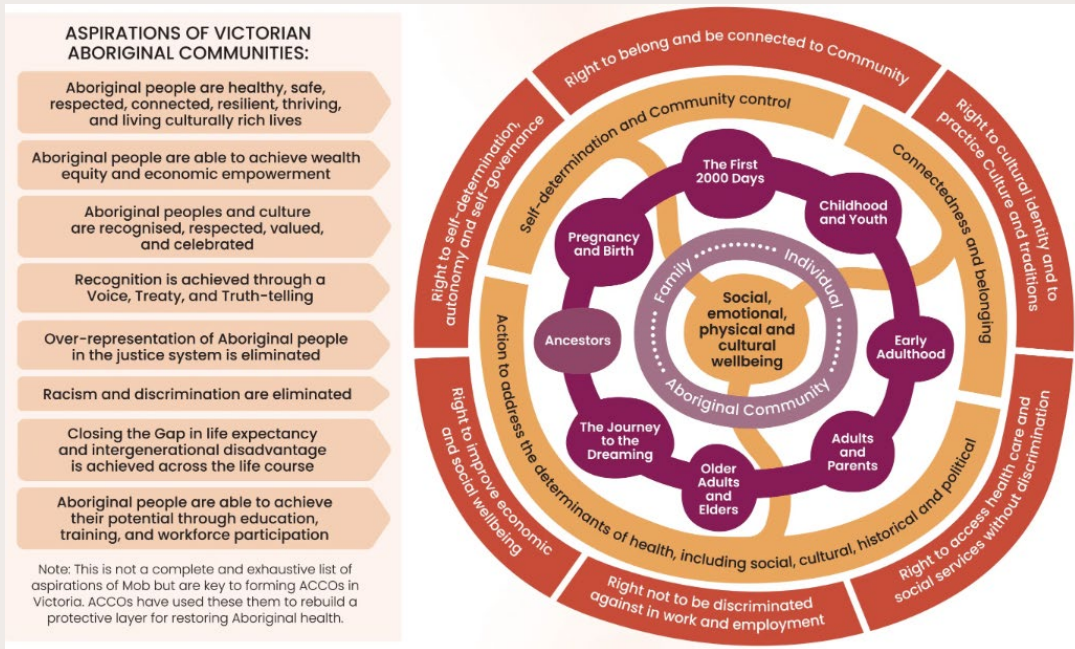 ASPIRATIONS OF VICTORIAN
ABORIGINAL COMMUNITIES:
Aboriginal people are healthy, safe,
respected, connected, resilient, thriving,
and living culturally rich lives
Aboriginal people are able to achieve wealth
equity and economic empowerment
Aboriginal peoples and culture
are recognised, respected, valued,
and celebrated
Recognition is achieved through a
Voice, Treaty, and Truth-telling
Over-representation of Aboriginal people
in the justice system is eliminated
Racism and discrimination are eliminated
Closing the Gap in life expectancy
and intergenerational disadvantage
is achieved across the life course
Aboriginal people are able to achieve
their potential through education,
training, and workforce participation
Note: This is not a complete and exhaustive list of
aspirations of Mob but are key to forming ACCOs in
Victoria. ACCOs have used these them to rebuild a
protective layer for restoring Aboriginal health.
Right to belong and be connected to Community
Right to cultural identity and to
practice Culture and traditions
Right to access health care and
social services without discrimination
Right not to be discriminated
against in work and employment
Right to improve economic
and social wellbeing
Right to self-determination,
autonomy and self-governance
Self-determination and Community control
Connectedness and belonging
Action to address the determinants of health, including social, cultural, historical and political
The First
2000 Days
Childhood
and Youth
Early
Adulthood
Adults
and
Parents
Older
Adults
and
Elders
The Journey
to the
Dreaming
Ancestors
Pregnancy
and Birth
Family
Individual
Aboriginal Community
Social,
emotional,
physical and
cultural
wellbeing